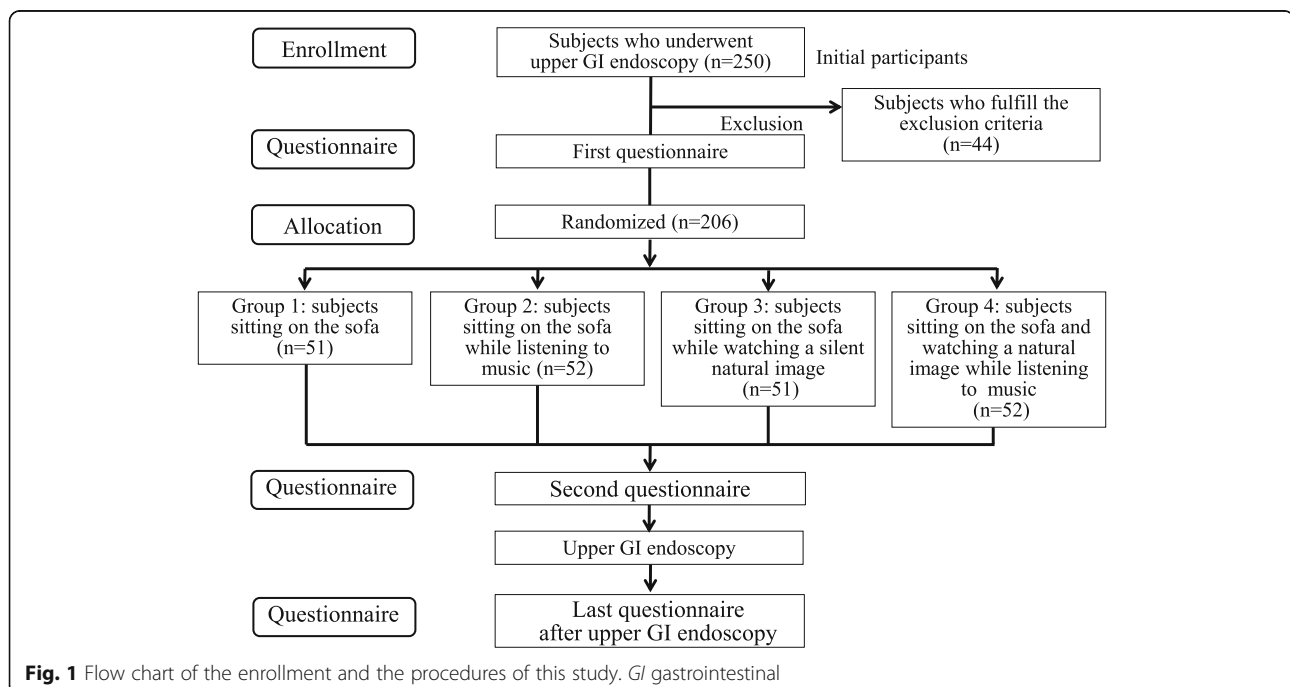 Enrollment
Subjects who underwent
upper GI endoscopy (n=250)
Initial participants
Exclusion
Subjects who fulfill the
exclusion criteria
(n=44)
Questionnaire
First questionnaire
Allocation
Randomized (n=206)
Group 1: subjects
sitting on the sofa
(n=51)
Group 2: subjects
sitting on the sofa
while listening to
music (n=52)
Group 3: subjects
sitting on the sofa
while watching a silent
natural image
(n=51)
Group 4: subjects
sitting on the sofa and
watching a natural
image while listening
to music
(n=52)
Questionnaire
Second questionnaire
Upper GI endoscopy
Questionnaire
Last questionnaire
after upper GI endoscopy
Fig. 1 Flow chart of the enrollment and the procedures of this study. GI gastrointestinal